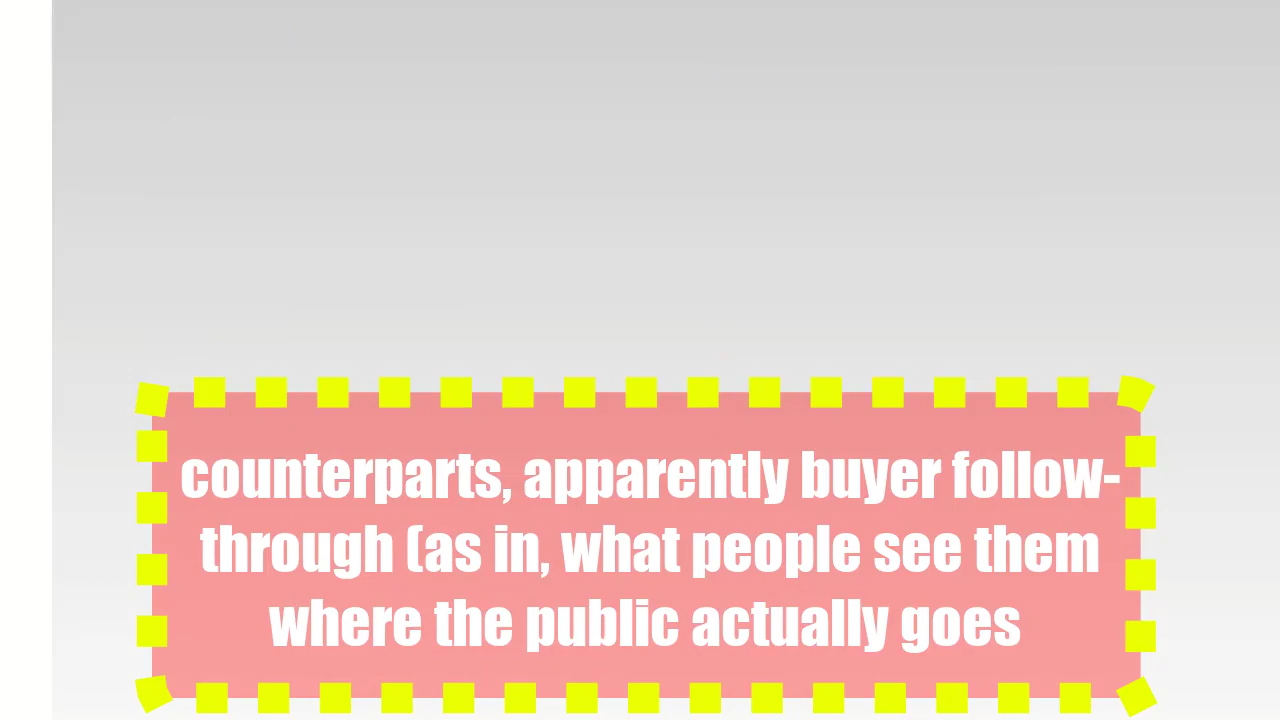 counterparts, apparently buyer follow-
through (as in, what people see them
where the public actually goes